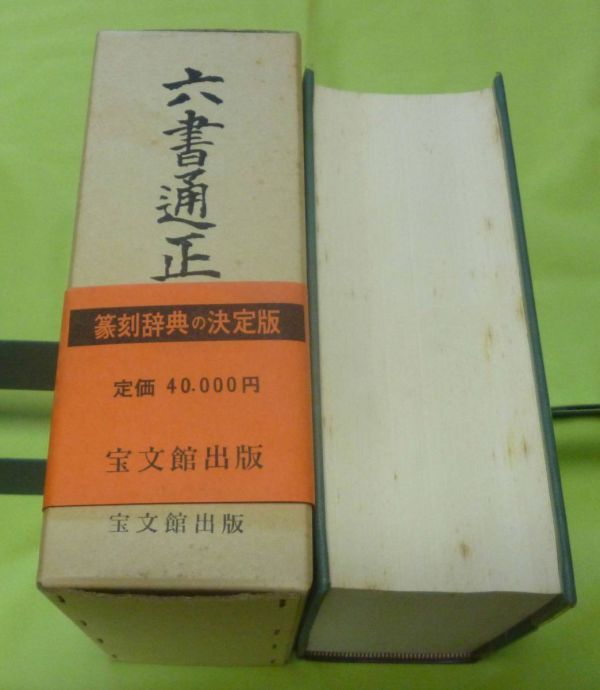 六書通正
篆刻辞典の決定版
定価 40.000円
宝文館出版
宝文館出版